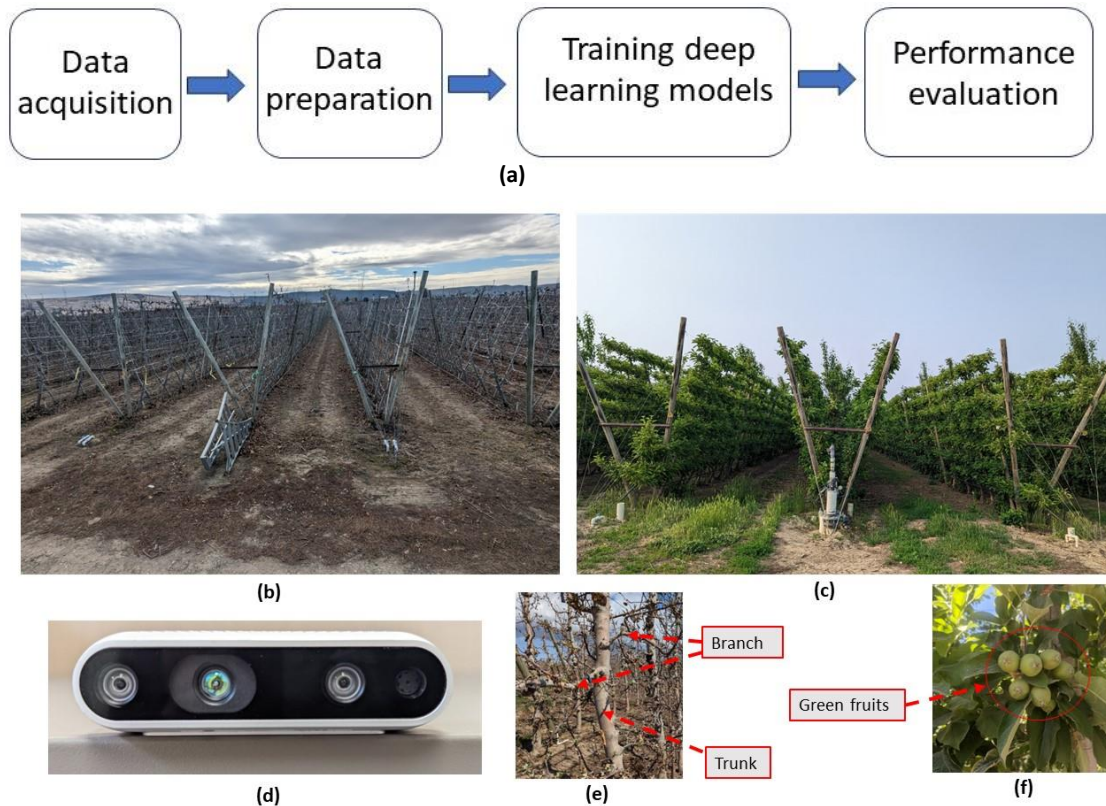 Data
acquisition
Data
preparation
Training deep
learning models
Performance
evaluation
(a)
(b)
(c)
(d)
Branch
Trunk
(e)
Green fruits
(f)